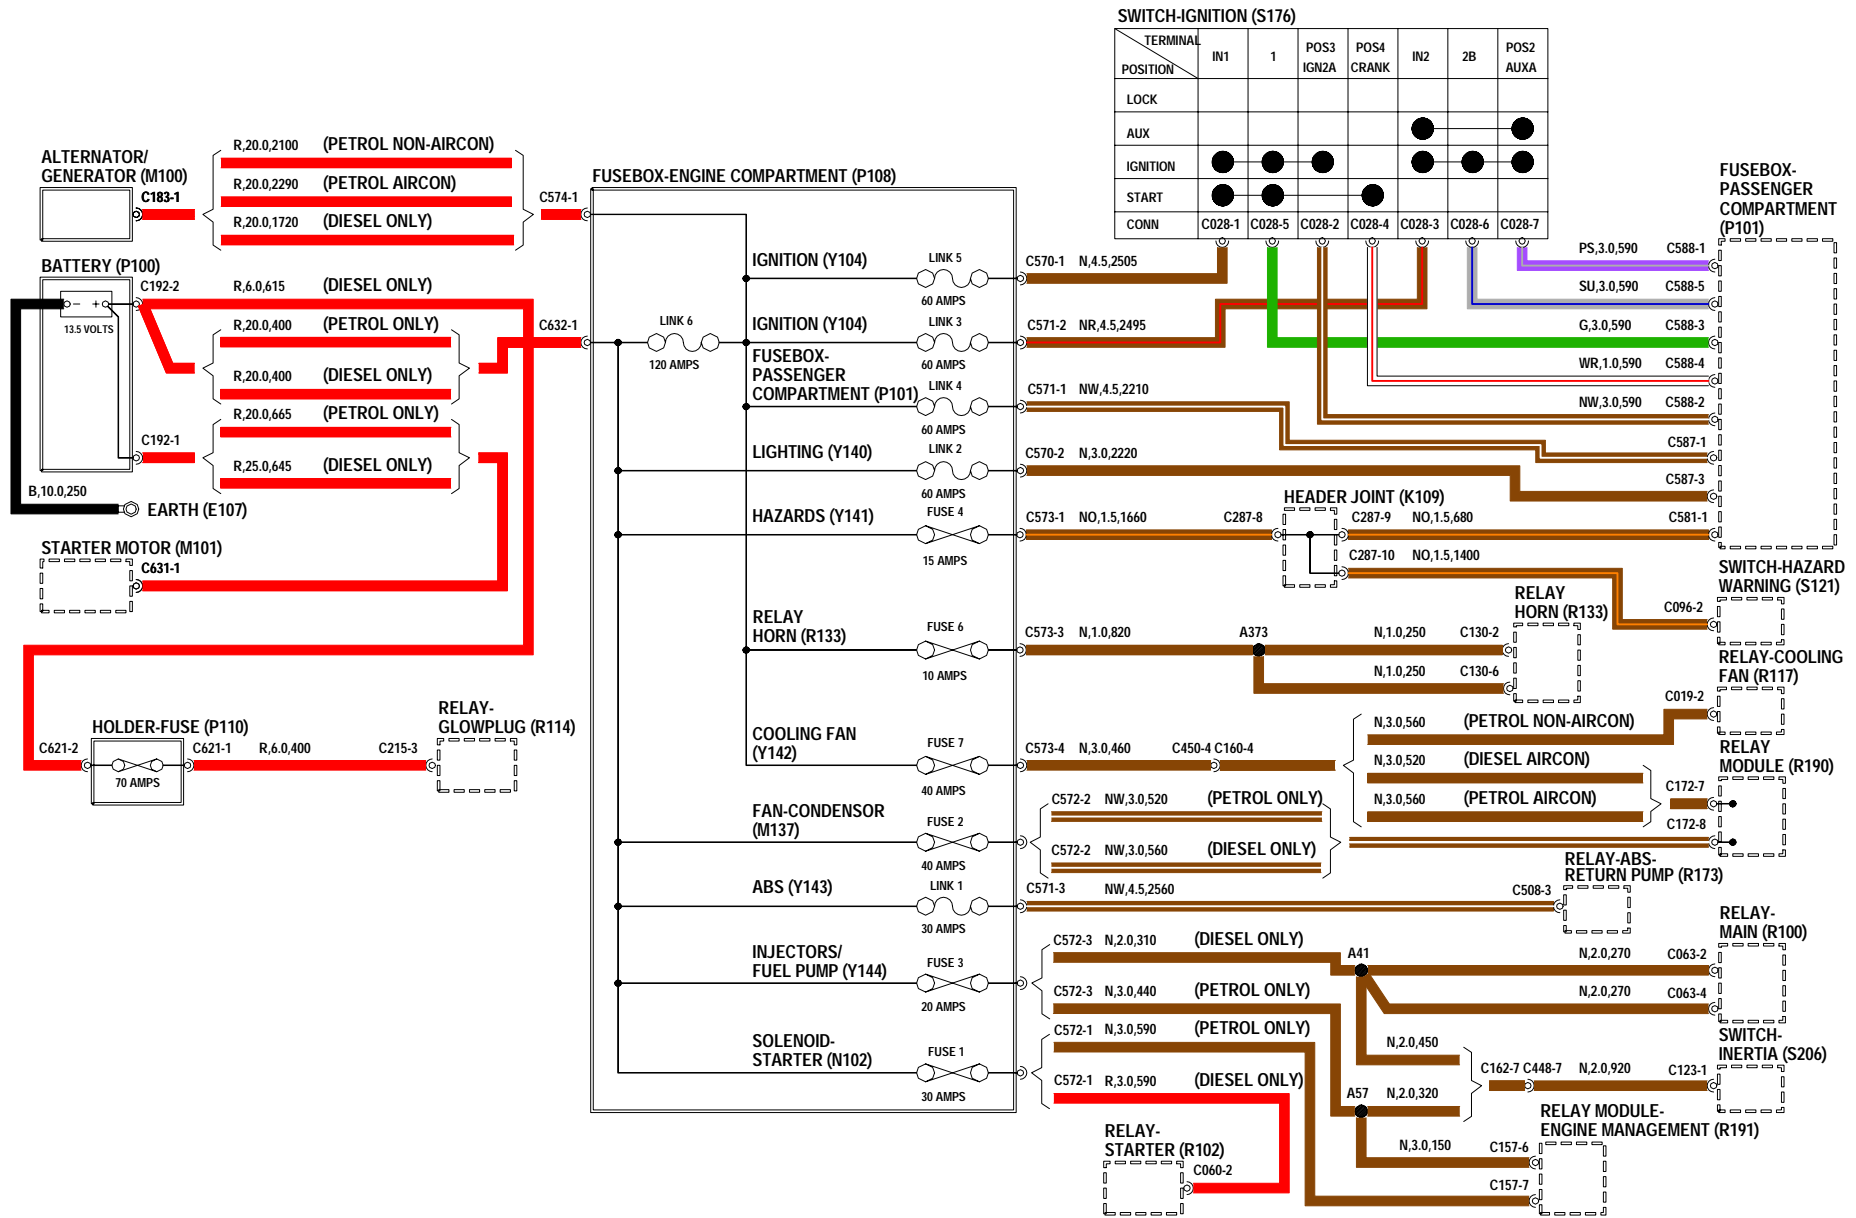 SWITCH-IGNITION (S176)
TERMINAL
POSITION
IN1
1
POS3
IGN2A
POS4
CRANK
IN2
2B
POS2
AUXA
LOCK
AUX
IGNITION
START
CONN
C028-1
C028-5
C028-2
C028-4
C028-3
C028-6
C028-7
ALTERNATOR/
GENERATOR (M100)
C183-1
R,20.0,2100
(PETROL NON-AIRCON)
R,20.0,2290
(PETROL AIRCON)
R,20.0,1720
(DIESEL ONLY)
C574-1
BATTERY (P100)
C192-2
- +
13.5 VOLTS
R,6.0,615
(DIESEL ONLY)
R,20.0,400
(PETROL ONLY)
R,20.0,400
(DIESEL ONLY)
C632-1
C192-1
R,20.0,665
(PETROL ONLY)
R,25.0,645
(DIESEL ONLY)
B,10.0,250
EARTH (E107)
STARTER MOTOR (M101)
C631-1
HOLDER-FUSE (P110)
C621-2
70 AMPS
C621-1
R,6.0,400
C215-3
RELAY-
GLOWPLUG (R114)
FUSEBOX-ENGINE COMPARTMENT (P108)
LINK 6
120 AMPS
IGNITION (Y104)
LINK 5
60 AMPS
C570-1
N,4.5,2505
IGNITION (Y104)
LINK 3
60 AMPS
C571-2
NR,4.5,2495
FUSEBOX-
PASSENGER
COMPARTMENT (P101)
LINK 4
60 AMPS
C571-1
NW,4.5,2210
LIGHTING (Y140)
LINK 2
60 AMPS
C570-2
N,3.0,2220
HAZARDS (Y141)
FUSE 4
15 AMPS
C573-1
NO,1.5,1660
C287-8
HEADER JOINT (K109)
C287-9
NO,1.5,680
C581-1
C287-10
NO,1.5,1400
C096-2
FUSEBOX-
PASSENGER
COMPARTMENT
(P101)
PS,3.0,590
C588-1
SU,3.0,590
C588-5
G,3.0,590
C588-3
WR,1.0,590
C588-4
NW,3.0,590
C588-2
C587-1
C587-3
SWITCH-HAZARD
WARNING (S121)
RELAY
HORN (R133)
FUSE 6
10 AMPS
C573-3
N,1.0,820
A373
N,1.0,250
C130-2
N,1.0,250
C130-6
RELAY
HORN (R133)
RELAY-COOLING
FAN (R117)
C019-2
COOLING FAN
(Y142)
FUSE 7
40 AMPS
C573-4
N,3.0,460
C450-4
C160-4
N,3.0,560
(PETROL NON-AIRCON)
N,3.0,520
(DIESEL AIRCON)
N,3.0,560
(PETROL AIRCON)
RELAY
MODULE (R190)
C172-7
C172-8
FAN-CONDENSOR
(M137)
FUSE 2
40 AMPS
C572-2
NW,3.0,520
(PETROL ONLY)
C572-2
NW,3.0,560
(DIESEL ONLY)
ABS (Y143)
LINK 1
30 AMPS
C571-3
NW,4.5,2560
C508-3
RELAY-ABS-
RETURN PUMP (R173)
INJECTORS/
FUEL PUMP (Y144)
FUSE 3
20 AMPS
C572-3
N,2.0,310
(DIESEL ONLY)
C572-3
N,3.0,440
(PETROL ONLY)
A41
N,2.0,270
C063-2
N,2.0,270
C063-4
RELAY-
MAIN (R100)
N,2.0,450
A57
N,2.0,320
C162-7
C448-7
N,2.0,920
C123-1
SWITCH-
INERTIA (S206)
SOLENOID-
STARTER (N102)
FUSE 1
30 AMPS
C572-1
N,3.0,590
(PETROL ONLY)
C572-1
R,3.0,590
(DIESEL ONLY)
RELAY-
STARTER (R102)
C060-2
RELAY MODULE-
ENGINE MANAGEMENT (R191)
N,3.0,150
C157-6
C157-7